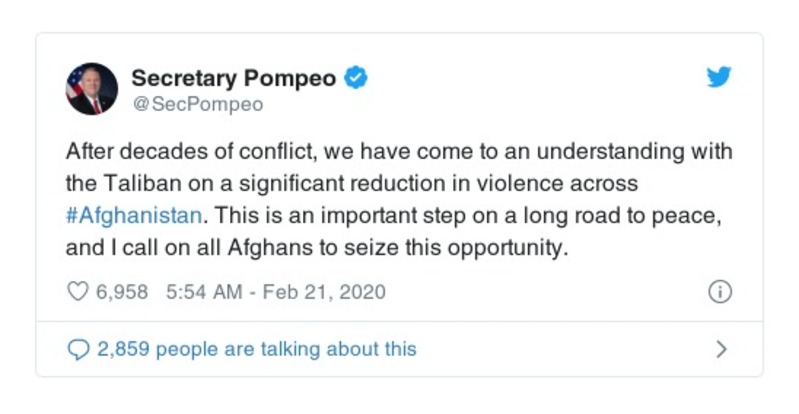 Secretary Pompeo
@SecPompeo
After decades of conflict, we have come to an understanding with
the Taliban on a significant reduction in violence across
#Afghanistan. This is an important step on a long road to peace,
and I call on all Afghans to seize this opportunity.
6,958 5:54 AM - Feb 21, 2020
2,859 people are talking about this